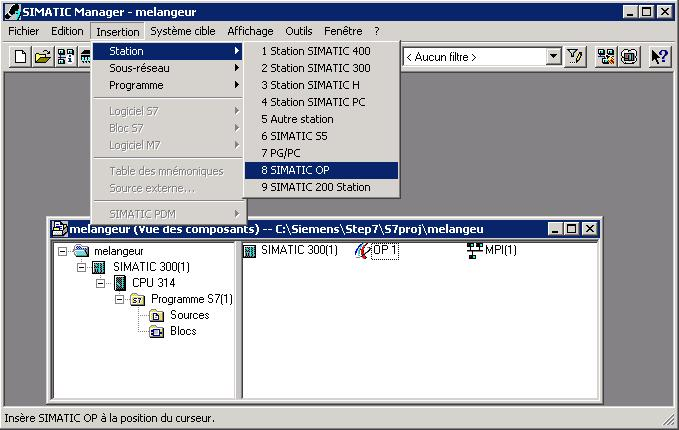 SIMATIC Manager - melangeur
Fichier Edition Insertion Système cible Affichage Outils Fenêtre ?
< Aucun filtre >
Station
Sous-réseau
Programme
Logiciel S7
Bloc S7
Logiciel M7
Table des mnémoniques
Source externe...
SIMATIC PDM
1 Station SIMATIC 400
2 Station SIMATIC 300
3 Station SIMATIC H
4 Station SIMATIC PC
5 Autre station
6 SIMATIC S5
7 PG/PC
8 SIMATIC OP
9 SIMATIC 200 Station
melangeur (Vue des composants) -- C:\Siemens\Step7\S7proj\melangeu
melangeur
SIMATIC 300(1)
CPU 314
S7 Programme S7(1)
Sources
Blocs
SIMATIC 300(1) OP 1 MPI(1)
Insère SIMATIC OP à la position du curseur.